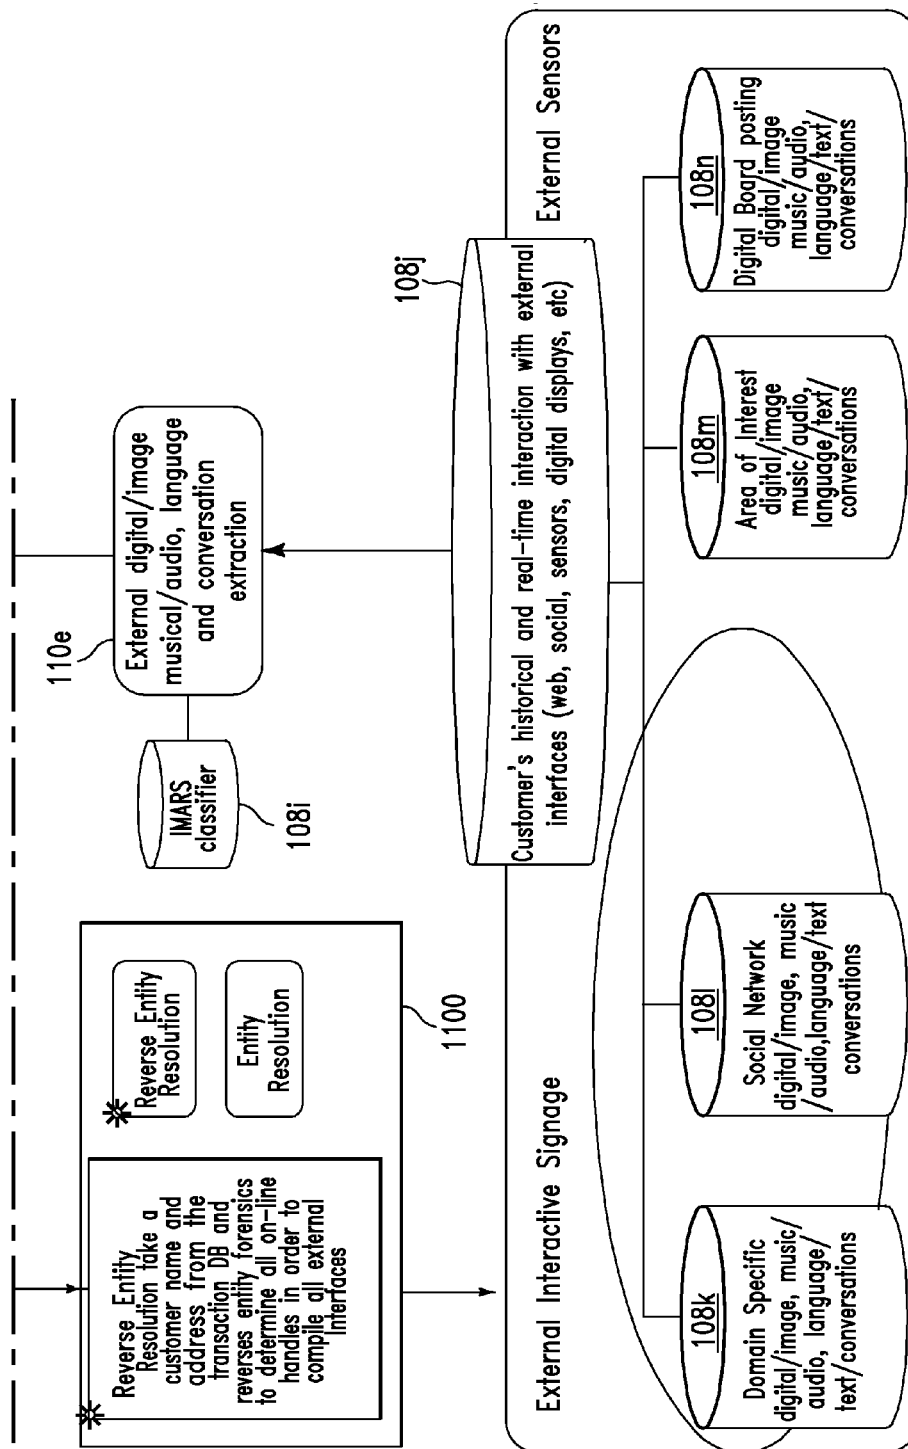 Reverse Entity
Resolution take a
customer name and
address from the
transaction DB and
reverses entity forensics
to determine all on-line
handles in order to
compile all external
Interfaces
Reverse Entity
Resolution
Entity
Resolution
1100
IMARS
classifier
108i
110e
External digital/image
musical/audio, language
and conversation
extraction
108j
Customer's historical and real-time interaction with external
interfaces (web, social, sensors, digital displays, etc)
External Interactive Signage
External Sensors
108k
Domain Specific
digital/image, music/
audio, language/
text/conversations
108l
Social Network
digital/image, music
/audio,language/text
conversations
108m
Area of Interest
digital/image
music/audio,
language/text/
conversations
108n
Digital Board posting
digital/image
music/audio,
language/text/
conversations